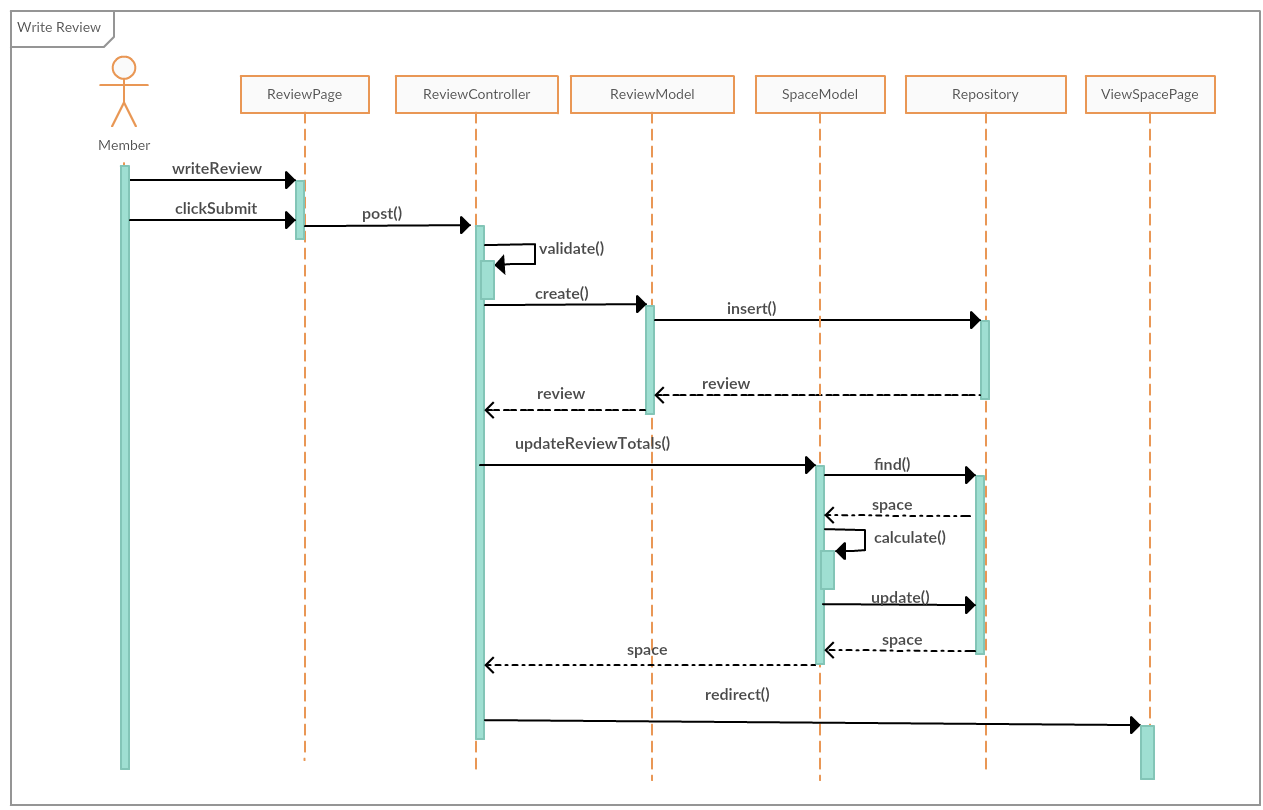 Write Review
ReviewPage
ReviewController
ReviewModel
SpaceModel
Repository
ViewSpacePage
Member
writeReview
clickSubmit
post()
validate()
create()
insert()
review
review
updateReviewTotals()
find()
space
calculate()
update()
space
space
redirect()